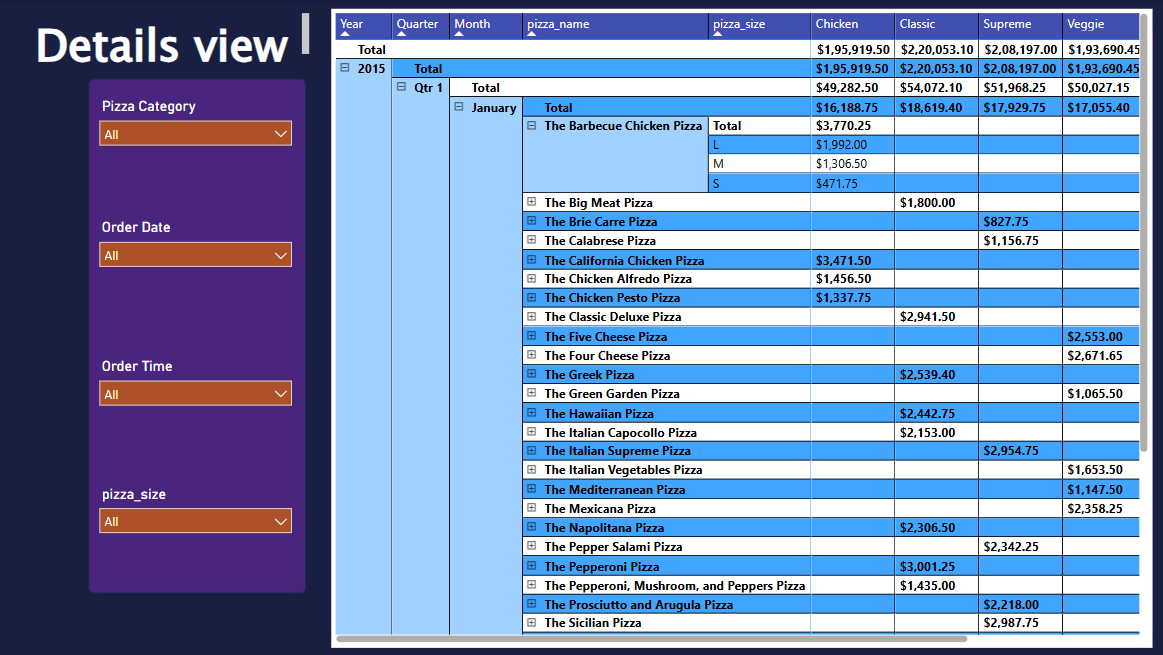 Details view
Pizza Category
All
Order Date
All
Order Time
All
pizza_size
All
Year Quarter Month pizza_name pizza_size Chicken Classic Supreme Veggie
Total $1,95,919.50 $2,20,053.10 $2,08,197.00 $1,93,690.45
2015 Total $1,95,919.50 $2,20,053.10 $2,08,197.00 $1,93,690.45
Qtr 1 Total $49,282.50 $54,072.10 $51,968.25 $50,027.15
January Total $16,188.75 $18,619.40 $17,929.75 $17,055.40
The Barbecue Chicken Pizza Total $3,770.25
L $1,992.00
M $1,306.50
S $471.75
The Big Meat Pizza $1,800.00
The Brie Carre Pizza $827.75
The Calabrese Pizza $1,156.75
The California Chicken Pizza $3,471.50
The Chicken Alfredo Pizza $1,456.50
The Chicken Pesto Pizza $1,337.75
The Classic Deluxe Pizza $2,941.50
The Five Cheese Pizza $2,553.00
The Four Cheese Pizza $2,671.65
The Greek Pizza $2,539.40
The Green Garden Pizza $1,065.50
The Hawaiian Pizza $2,442.75
The Italian Capocollo Pizza $2,153.00
The Italian Supreme Pizza $2,954.75
The Italian Vegetables Pizza $1,653.50
The Mediterranean Pizza $1,147.50
The Mexicana Pizza $2,358.25
The Napolitana Pizza $2,306.50
The Pepper Salami Pizza $2,342.25
The Pepperoni Pizza $3,001.25
The Pepperoni, Mushroom, and Peppers Pizza $1,435.00
The Prosciutto and Arugula Pizza $2,218.00
The Sicilian Pizza $2,987.75